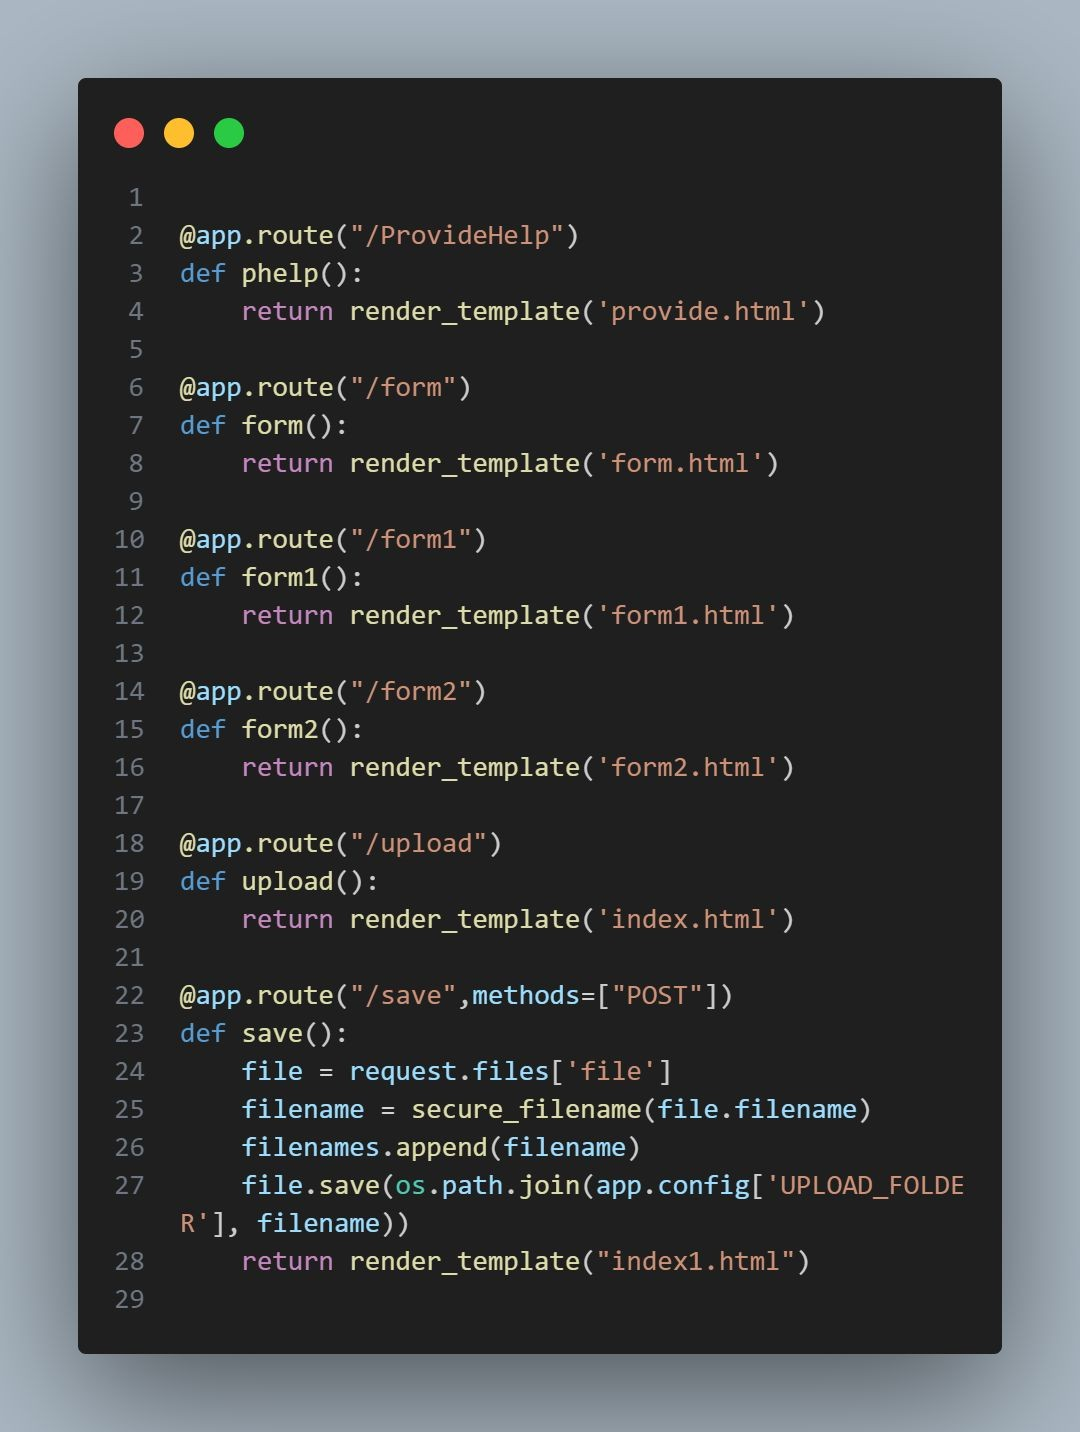 1
2 @app.route("/ProvideHelp")
3 def phelp():
4     return render_template('provide.html')
5
6 @app.route("/form")
7 def form():
8     return render_template('form.html')
9
10 @app.route("/form1")
11 def form1():
12     return render_template('form1.html')
13
14 @app.route("/form2")
15 def form2():
16     return render_template('form2.html')
17
18 @app.route("/upload")
19 def upload():
20     return render_template('index.html')
21
22 @app.route("/save",methods=["POST"])
23 def save():
24     file = request.files['file']
25     filename = secure_filename(file.filename)
26     filenames.append(filename)
27     file.save(os.path.join(app.config['UPLOAD_FOLDE
R'], filename))
28     return render_template("index1.html")
29